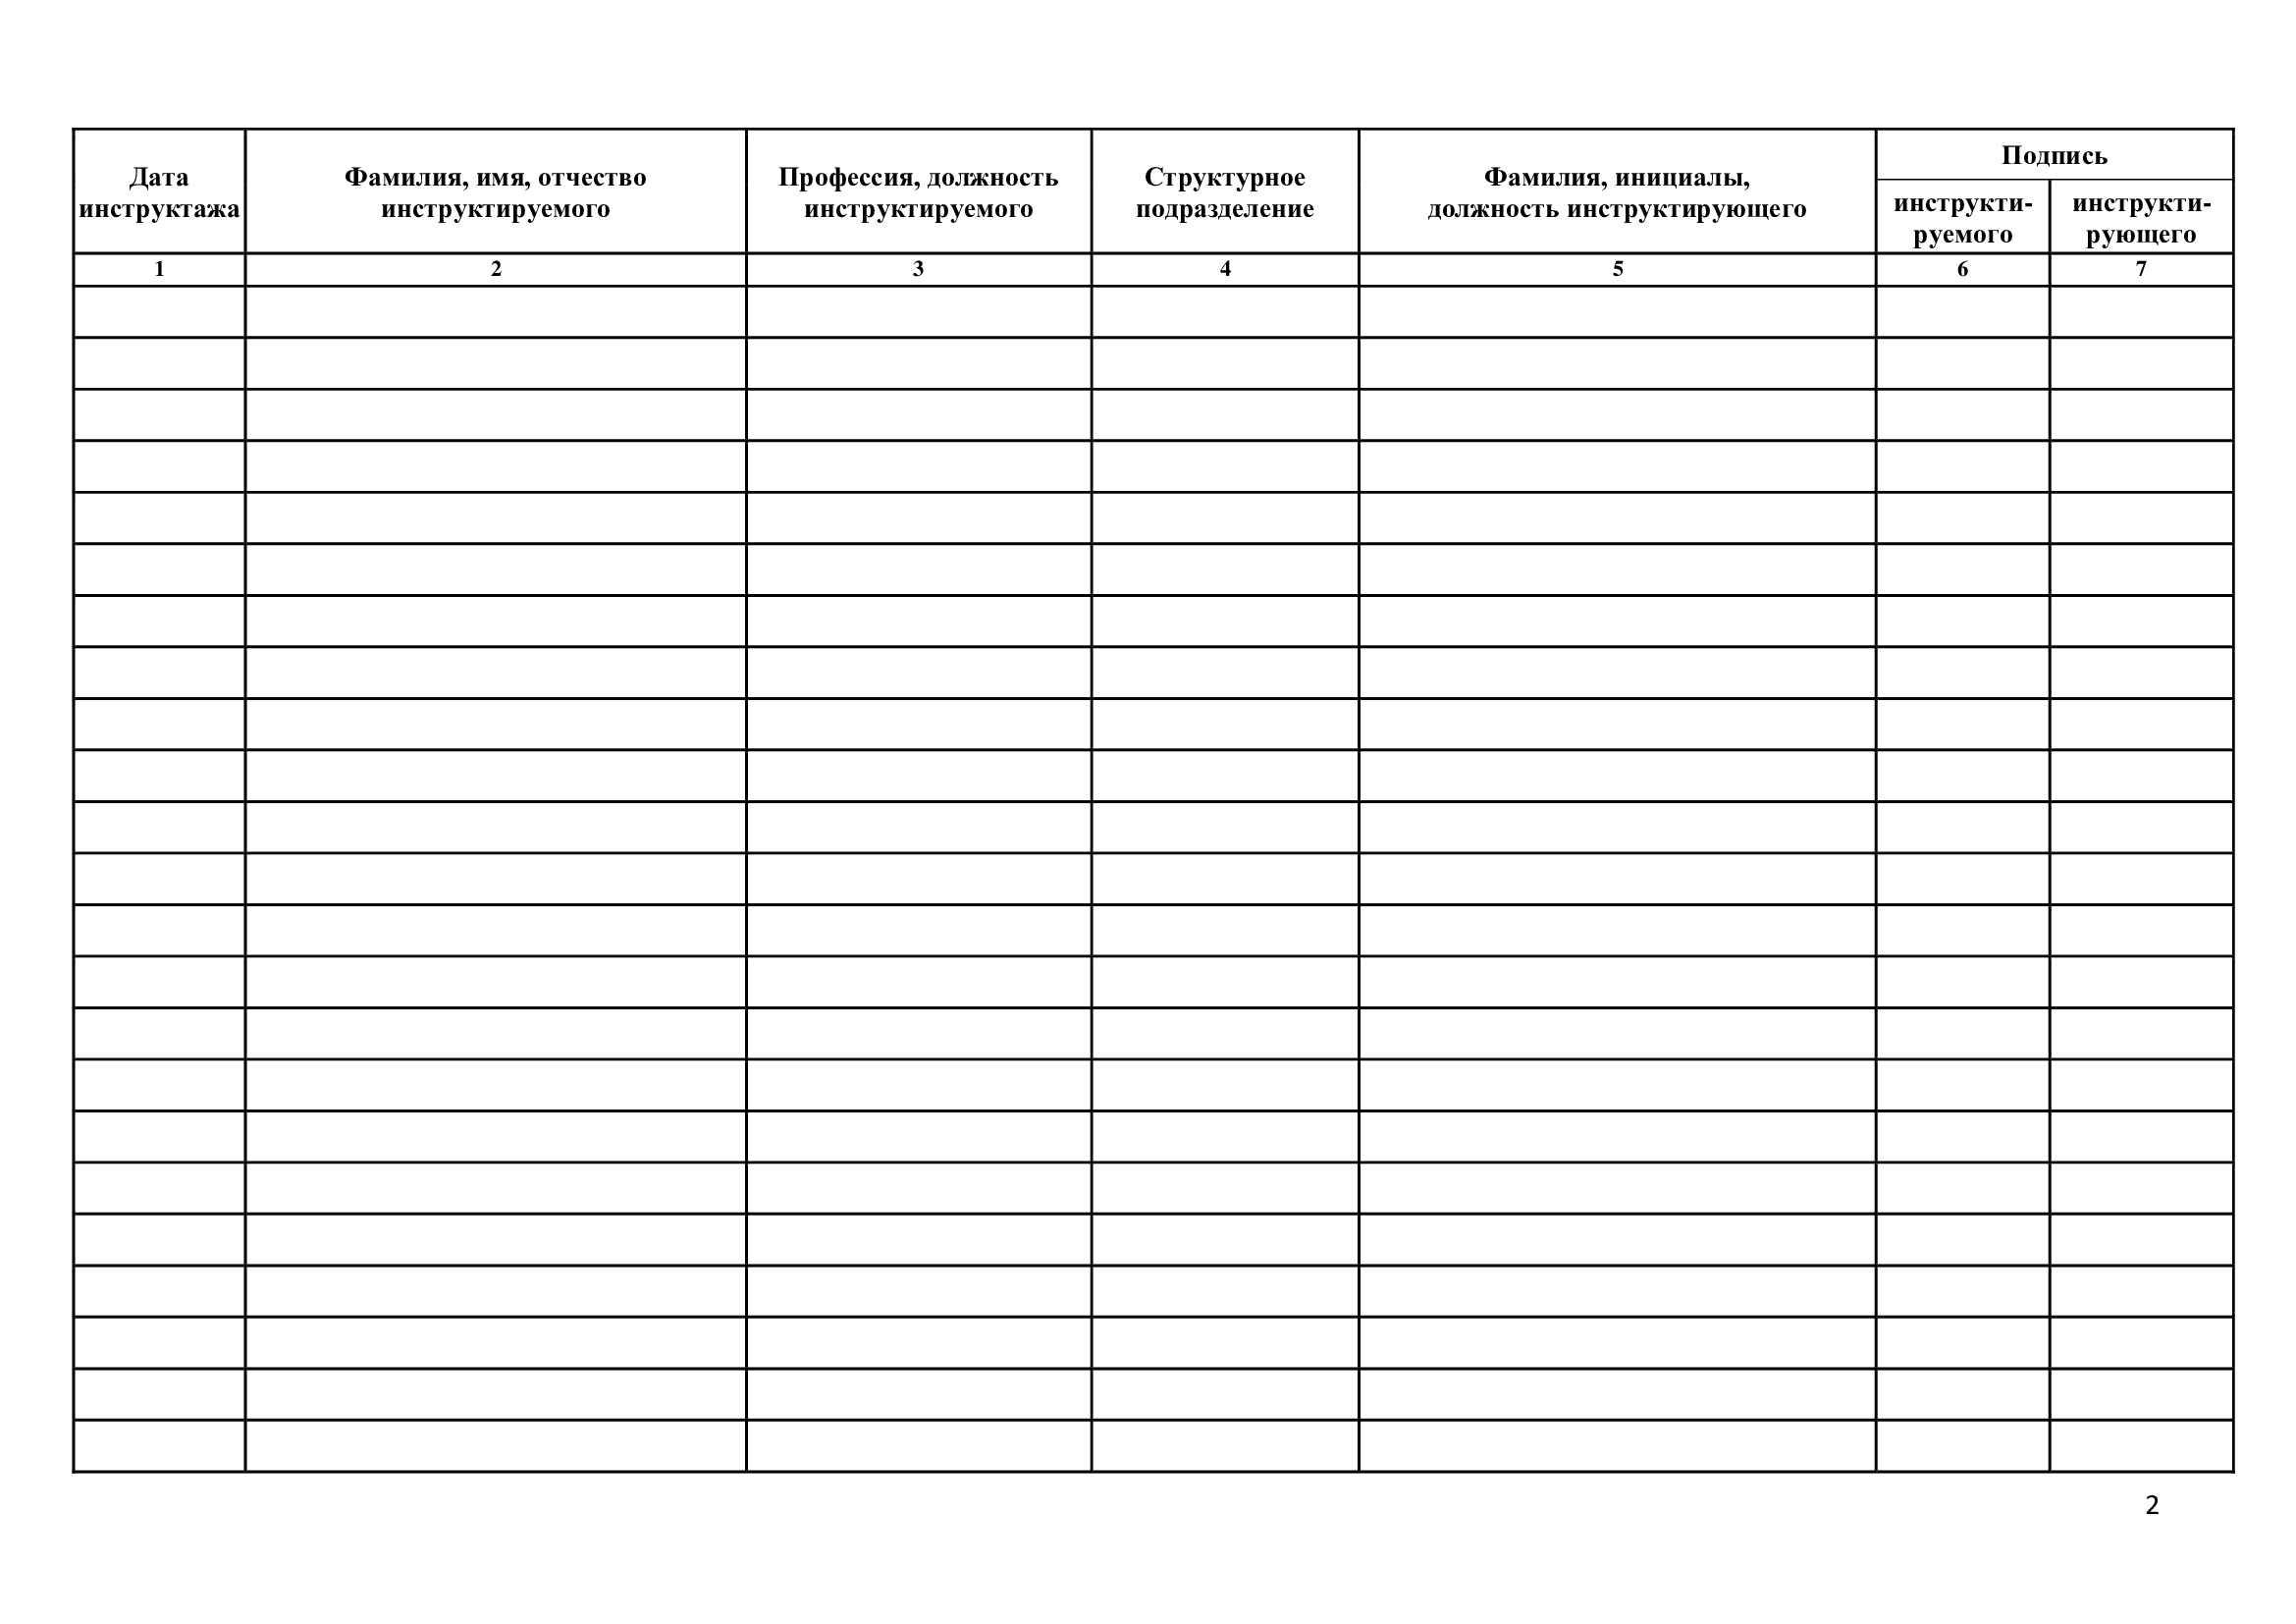 Дата
инструктажа
Фамилия, имя, отчество
инструктируемого
Профессия, должность
инструктируемого
Структурное
подразделение
Фамилия, инициалы,
должность инструктирующего
Подпись
инструкти-
руемого
инструкти-
рующего
1 2 3 4 5 6 7
2